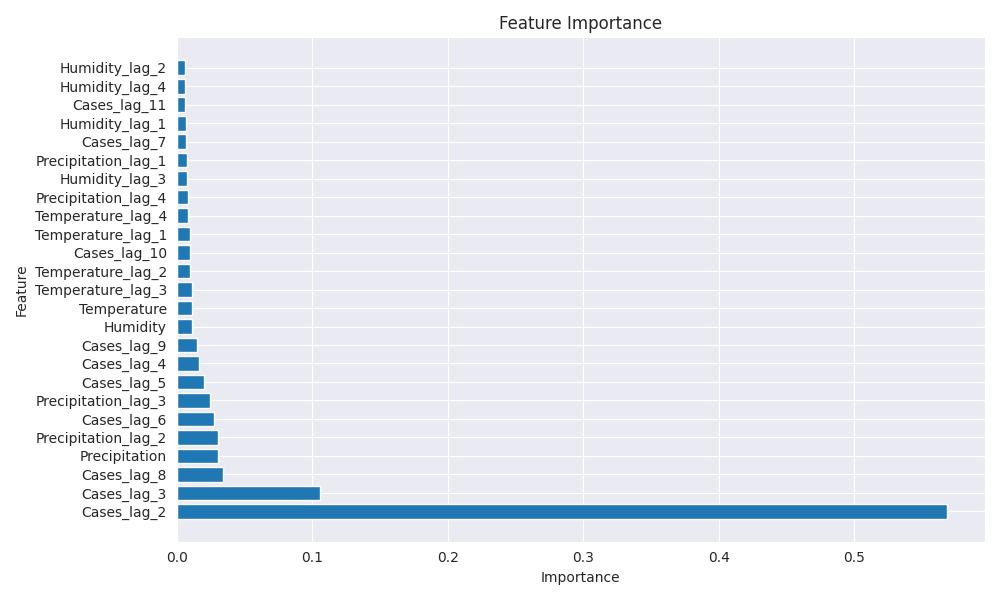 Feature Importance
Humidity_lag_2
Humidity_lag_4
Cases_lag_11
Humidity_lag_1
Cases_lag_7
Precipitation_lag_1
Humidity_lag_3
Precipitation_lag_4
Temperature_lag_4
Temperature_lag_1
Cases_lag_10
Temperature_lag_2
Temperature_lag_3
Temperature
Humidity
Cases_lag_9
Cases_lag_4
Cases_lag_5
Precipitation_lag_3
Cases_lag_6
Precipitation_lag_2
Precipitation
Cases_lag_8
Cases_lag_3
Cases_lag_2
Feature
0.0 0.1 0.2 0.3 0.4 0.5
Importance